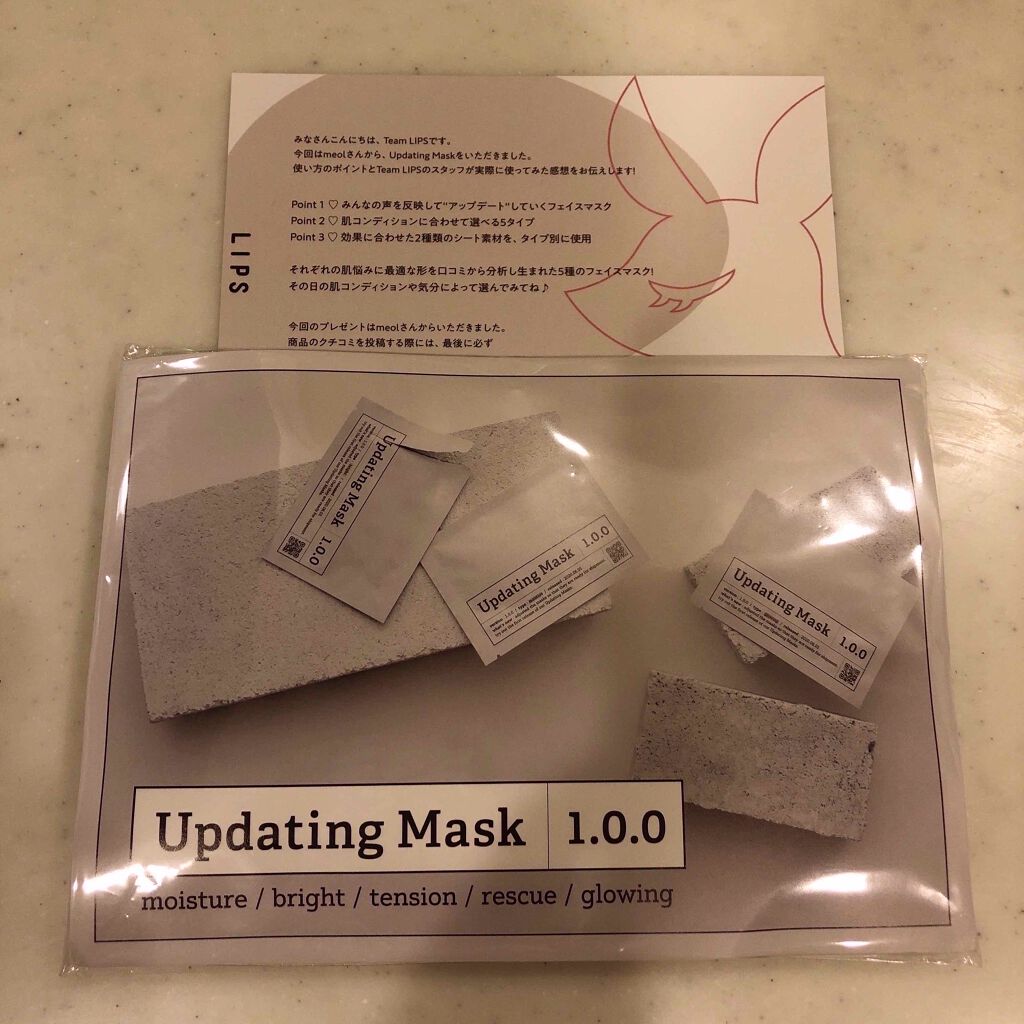 みなさんこんにちは、Team LIPSです。
今回はmeolさんから、Updating Maskをいただきました。
使い方のポイントとTeam LIPSのスタッフが実際に使ってみた感想をお伝えします!
Point 1 ♡ みんなの声を反映して"アップデート"していくフェイスマスク
Point 2 ♡ 肌コンディションに合わせて選べる5タイプ
Point 3 ♡ 効果に合わせた2種類のシート素材を、タイプ別に使用
LIPS
それぞれの肌悩みに最適な形を口コミから分析し生まれた5種のフェイスマスク!
その日の肌コンディションや気分によって選んでみてね♪
今回のプレゼントはmeolさんからいただきました。
商品のクチコミを投稿する際には、最後に必ず
Updating Mask 1.0.0
Updating Mask 1.0.0
Updating Mask 1.0.0
Updating Mask 1.0.0
moisture / bright / tension / rescue / glowing